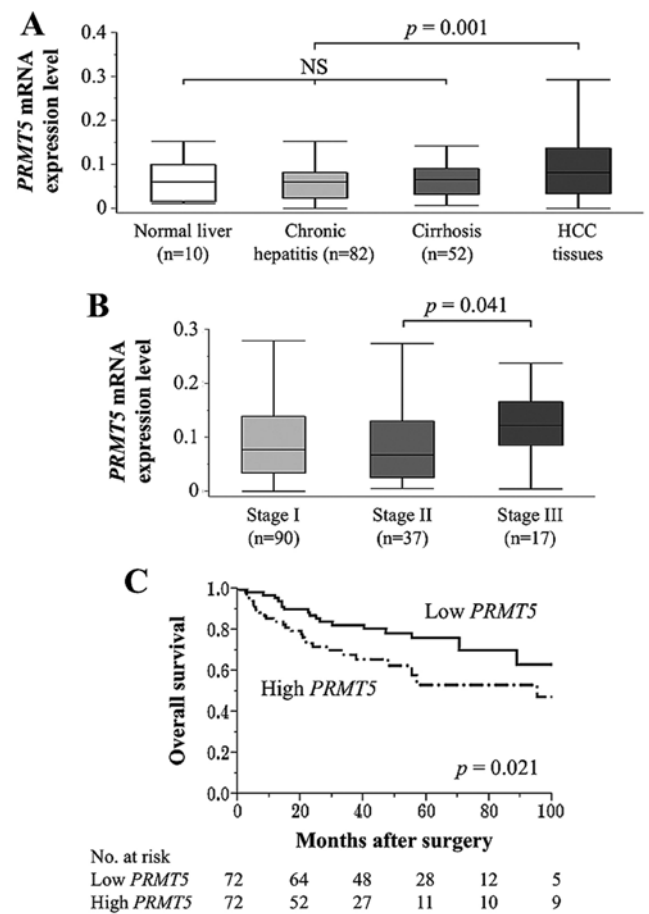 A
p = 0.001
NS
0.4
0.3
0.2
0.1
0
PRMT5 mRNA
expression level
Normal liver
(n=10)
Chronic
hepatitis (n=82)
Cirrhosis
(n=52)
HCC
tissues
B
p = 0.041
0.3
0.2
0.1
0
PRMT5 mRNA
expression level
Stage I
(n=90)
Stage II
(n=37)
Stage III
(n=17)
C
1.0
0.8
0.6
0.4
0.2
0.0
Overall survival
Low PRMT5
High PRMT5
p = 0.021
0 20 40 60 80 100
Months after surgery
No. at risk
Low PRMT5 72 64 48 28 12 5
High PRMT5 72 52 27 11 10 9